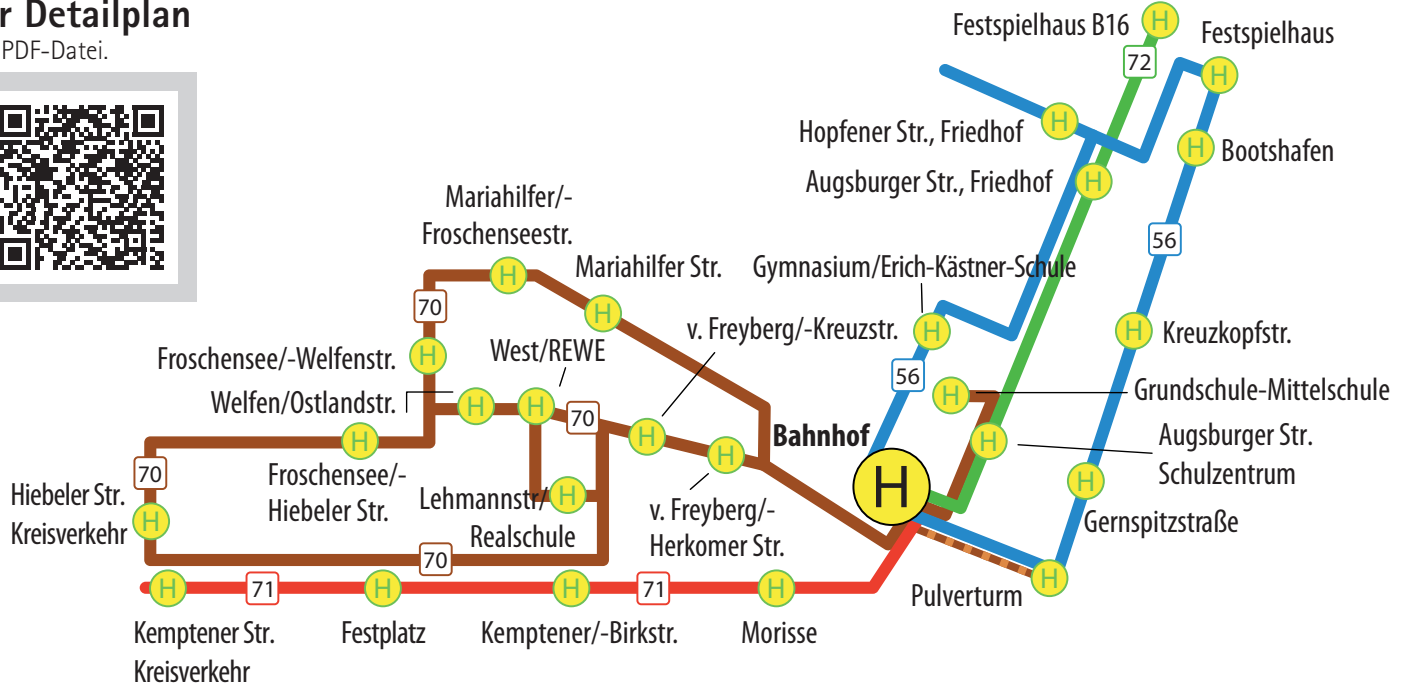 r Detailplan
PDF-Datei.
Festspielhaus B16
H
Festspielhaus
72
H
Hopfener Str., Friedhof
H
H
Bootshafen
Augsburger Str., Friedhof
H
Mariahilfer/-
Froschenseestr.
56
H
Mariahilfer Str.
Gymnasium/Erich-Kästner-Schule
70
H
v. Freyberg/-Kreuzstr.
H
H
Kreuzkopfstr.
Froschensee/-Welfenstr.
H
West/REWE
56
Welfen/Ostlandstr.
H
H
70
H
Grundschule-Mittelschule
H
Froschensee/-
Hiebeler Str.
H
H
Bahnhof
H
H
Augsburger Str.
Schulzentrum
70
Hiebeler Str.
Kreisverkehr
H
Lehmannstr/
Realschule
H
v. Freyberg/-
Herkomer Str.
H
Gernspitzstraße
70
H
71
H
H
71
H
Pulverturm
H
Kemptener Str.
Kreisverkehr
Festplatz
Kemptener/-Birkstr.
Morisse